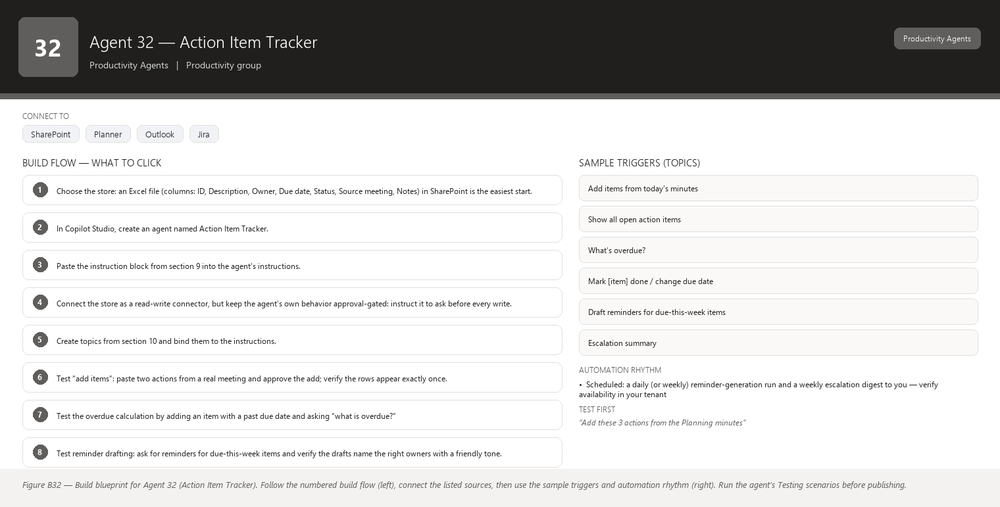 32
Agent 32 — Action Item Tracker
Productivity Agents | Productivity group
Productivity Agents
CONNECT TO
SharePoint
Planner
Outlook
Jira
BUILD FLOW — WHAT TO CLICK
1 Choose the store: an Excel file (columns: ID, Description, Owner, Due date, Status, Source meeting, Notes) in SharePoint is the easiest start.
2 In Copilot Studio, create an agent named Action Item Tracker.
3 Paste the instruction block from section 9 into the agent's instructions.
4 Connect the store as a read-write connector, but keep the agent's own behavior approval-gated: instruct it to ask before every write.
5 Create topics from section 10 and bind them to the instructions.
6 Test “add items”: paste two actions from a real meeting and approve the add; verify the rows appear exactly once.
7 Test the overdue calculation by adding an item with a past due date and asking “what is overdue?”
8 Test reminder drafting: ask for reminders for due-this-week items and verify the drafts name the right owners with a friendly tone.
SAMPLE TRIGGERS (TOPICS)
Add items from today’s minutes
Show all open action items
What’s overdue?
Mark [item] done / change due date
Draft reminders for due-this-week items
Escalation summary
AUTOMATION RHYTHM
• Scheduled: a daily (or weekly) reminder-generation run and a weekly escalation digest to you — verify
availability in your tenant
TEST FIRST
“Add these 3 actions from the Planning minutes”
Figure B32 — Build blueprint for Agent 32 (Action Item Tracker). Follow the numbered build flow (left), connect the listed sources, then use the sample triggers and automation rhythm (right). Run the agent's Testing scenarios before publishing.